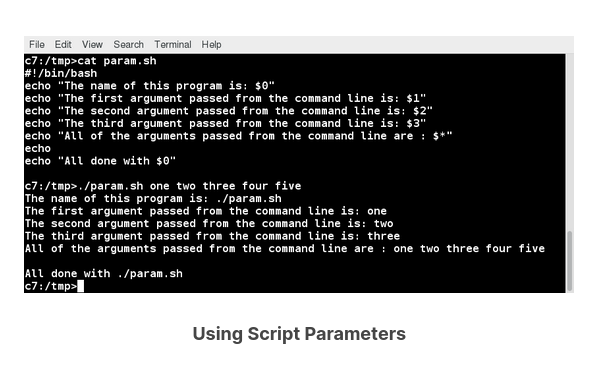 File Edit View Search Terminal Help
c7:/tmp>cat param.sh
#!/bin/bash
echo "The name of this program is: $0"
echo "The first argument passed from the command line is: $1"
echo "The second argument passed from the command line is: $2"
echo "The third argument passed from the command line is: $3"
echo "All of the arguments passed from the command line are : $*"
echo
echo "All done with $0"
c7:/tmp>./param.sh one two three four five
The name of this program is: ./param.sh
The first argument passed from the command line is: one
The second argument passed from the command line is: two
The third argument passed from the command line is: three
All of the arguments passed from the command line are : one two three four five
All done with ./param.sh
c7:/tmp>
Using Script Parameters